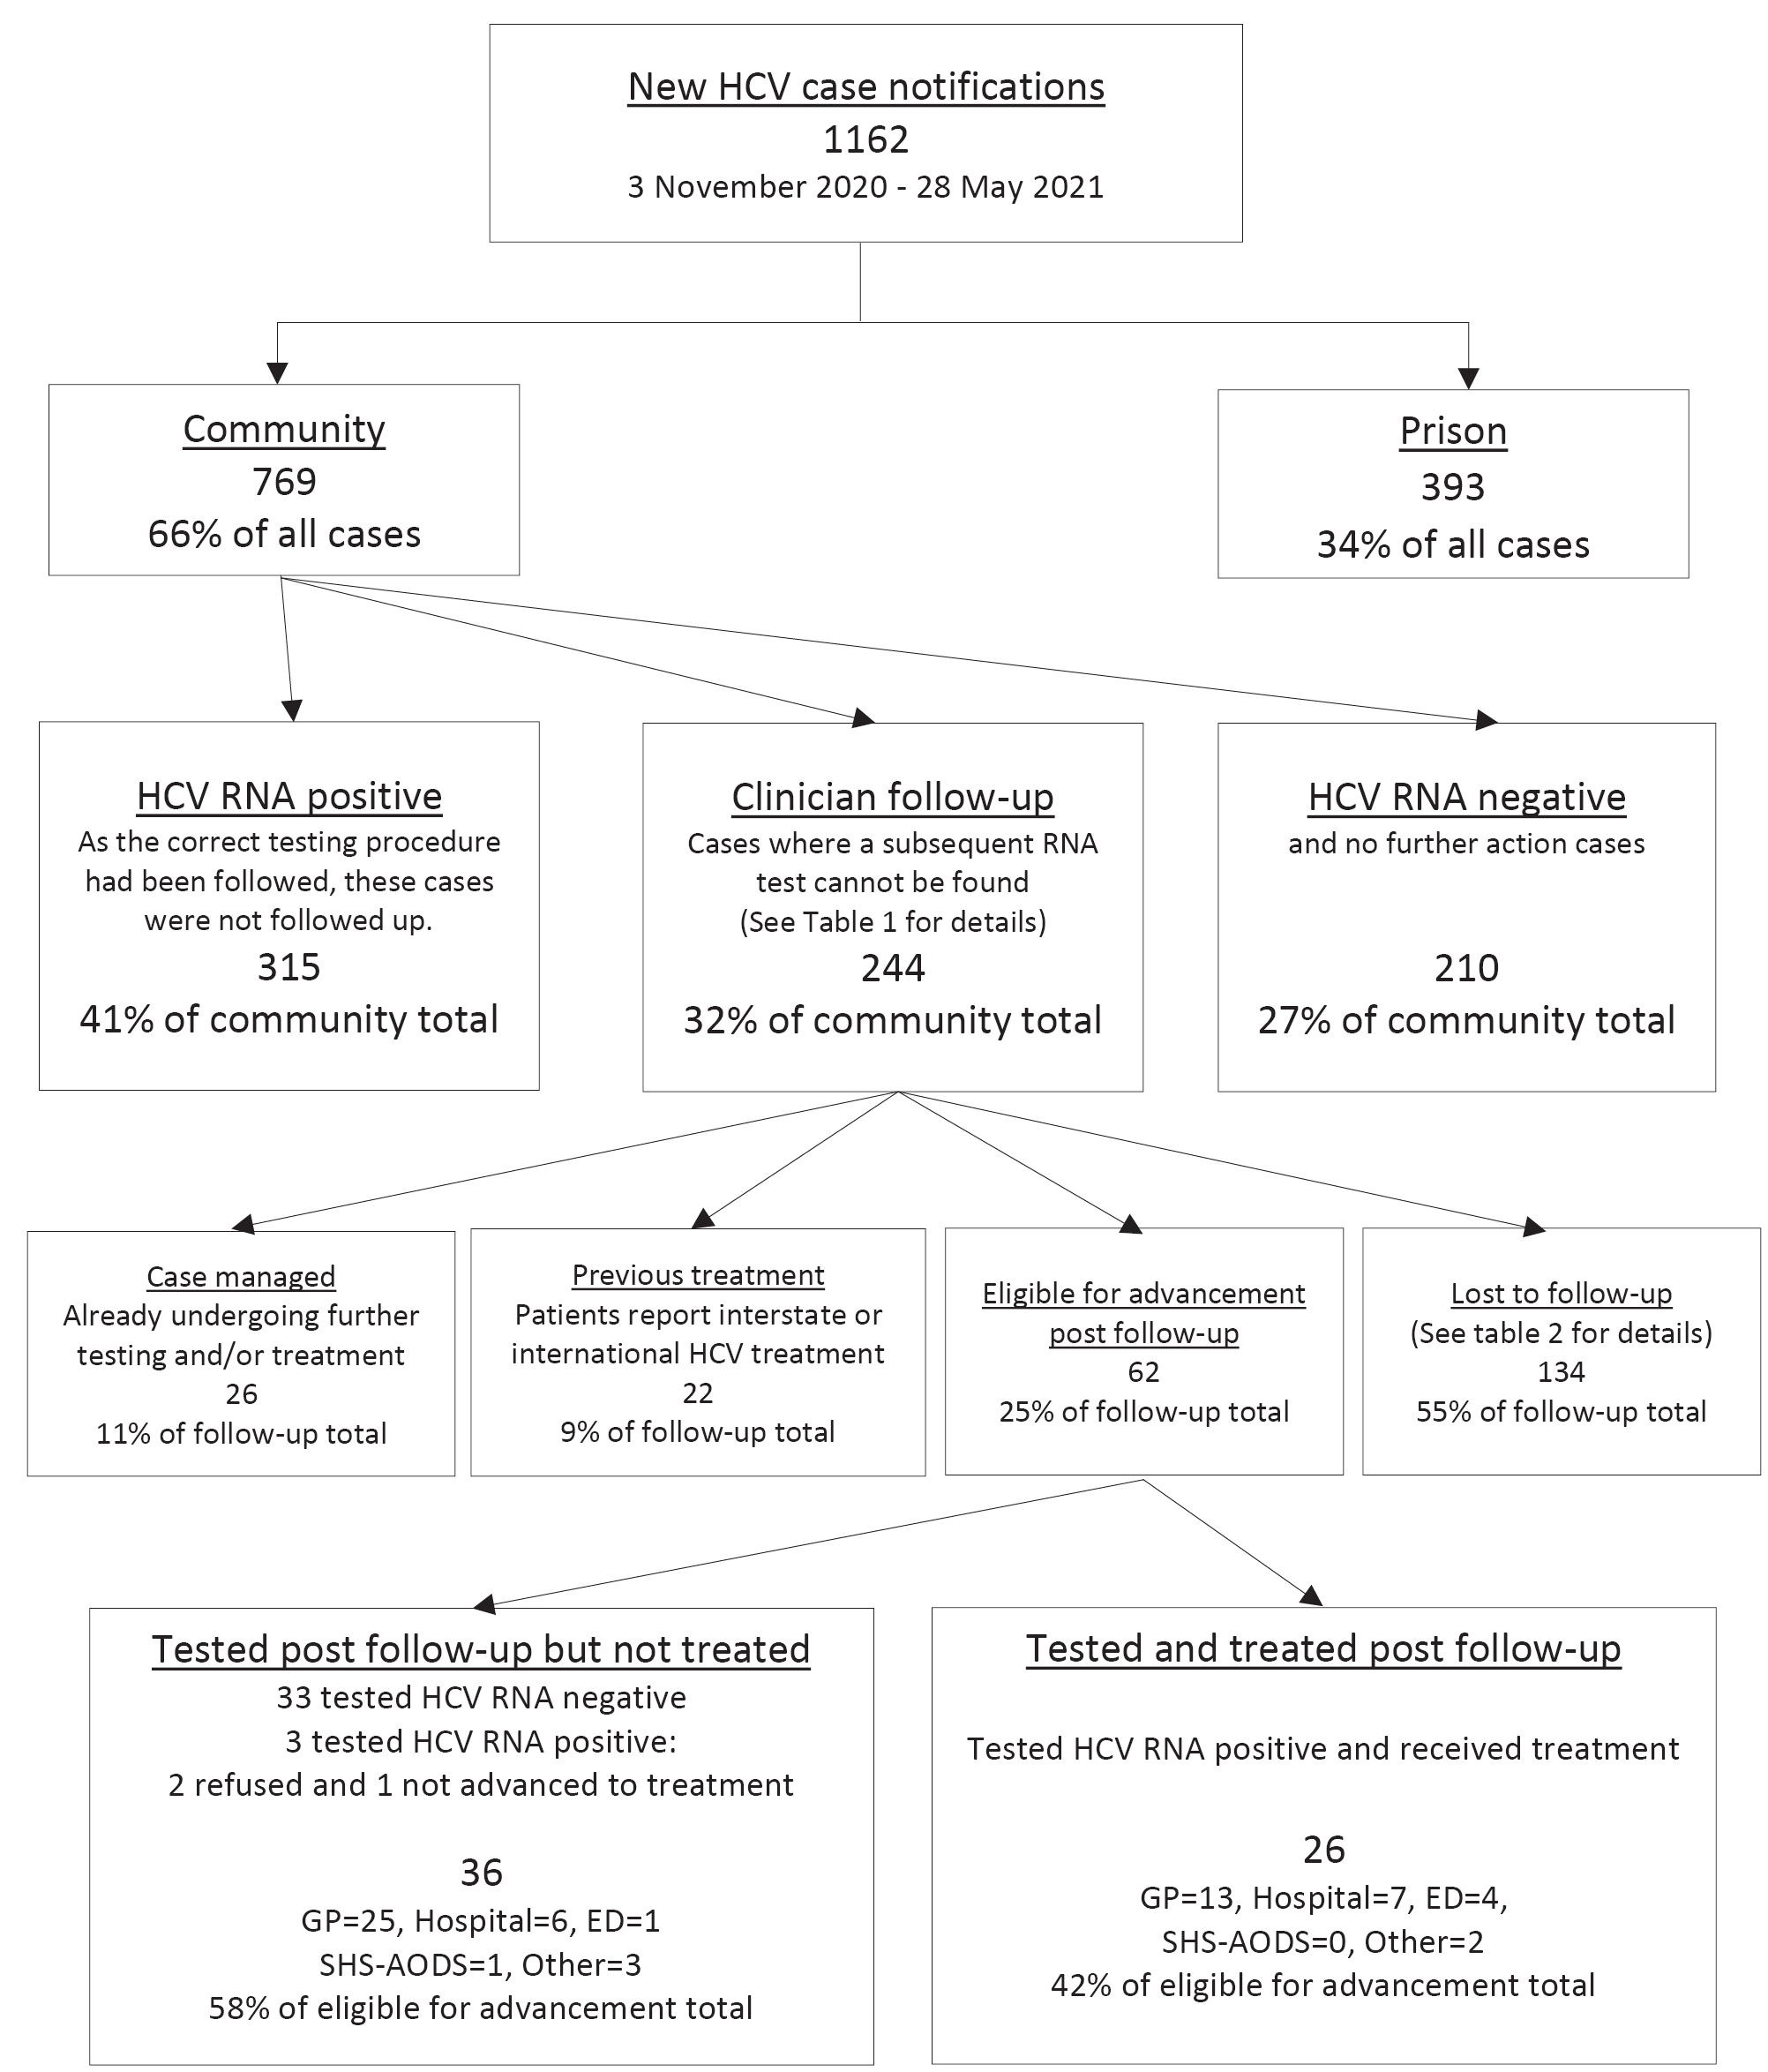 New HCV case notifications
1162
3 November 2020 - 28 May 2021
Community
769
66% of all cases
Prison
393
34% of all cases
HCV RNA positive
As the correct testing procedure
had been followed, these cases
were not followed up.
315
41% of community total
Clinician follow-up
Cases where a subsequent RNA
test cannot be found
(See Table 1 for details)
244
32% of community total
HCV RNA negative
and no further action cases
210
27% of community total
Case managed
Already undergoing further
testing and/or treatment
26
11% of follow-up total
Previous treatment
Patients report interstate or
international HCV treatment
22
9% of follow-up total
Eligible for advancement
post follow-up
62
25% of follow-up total
Lost to follow-up
(See table 2 for details)
134
55% of follow-up total
Tested post follow-up but not treated
33 tested HCV RNA negative
3 tested HCV RNA positive:
2 refused and 1 not advanced to treatment
36
GP=25, Hospital=6, ED=1
SHS-AODS=1, Other=3
58% of eligible for advancement total
Tested and treated post follow-up
Tested HCV RNA positive and received treatment
26
GP=13, Hospital=7, ED=4,
SHS-AODS=0, Other=2
42% of eligible for advancement total